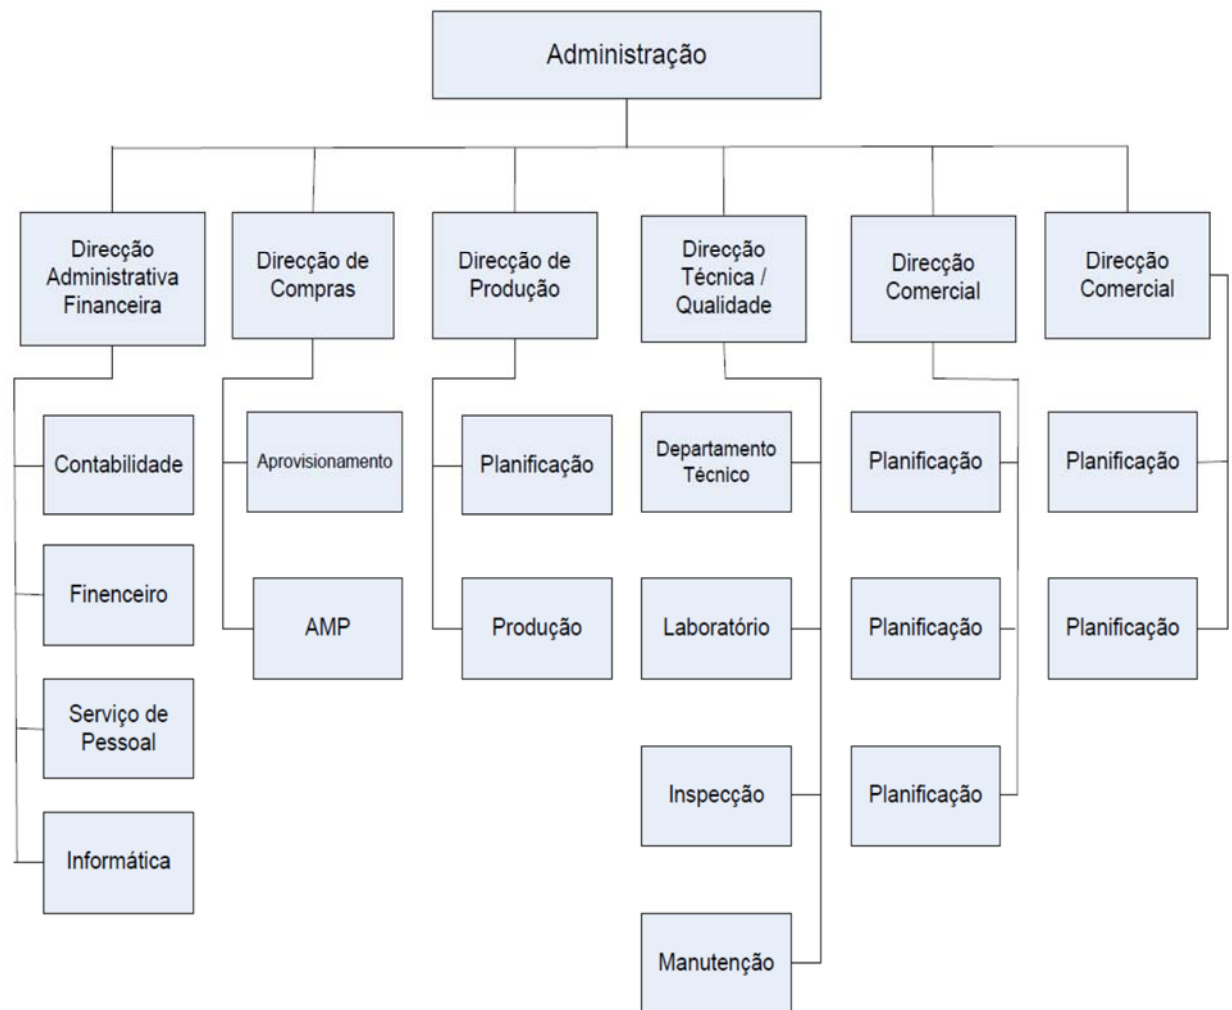 Administração
Direcção
Administrativa
Financeira
Direcção de
Compras
Direcção de
Produção
Direcção
Técnica /
Qualidade
Direcção
Comercial
Direcção
Comercial
Contabilidade
Aprovisionamento
Planificação
Departamento
Técnico
Planificação
Planificação
Finenceiro
AMP
Produção
Laboratório
Planificação
Planificação
Serviço de
Pessoal
Inspecção
Planificação
Informática
Manutenção